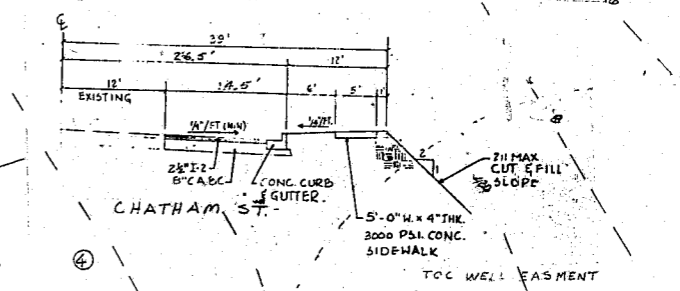 ℄
39'
26.5' 12'
12' 14.5' 6' 5' 1'
EXISTING
1/4"/FT (MIN) 1/4"/FT.
2
1
2½" I-2
8" CABC
CONC. CURB
GUTTER.
2:1 MAX
CUT & FILL
SLOPE
CHATHAM ST.
5'-0" W. x 4" THK.
3000 P.S.I. CONC.
SIDEWALK
4
TOC WELL EASMENT